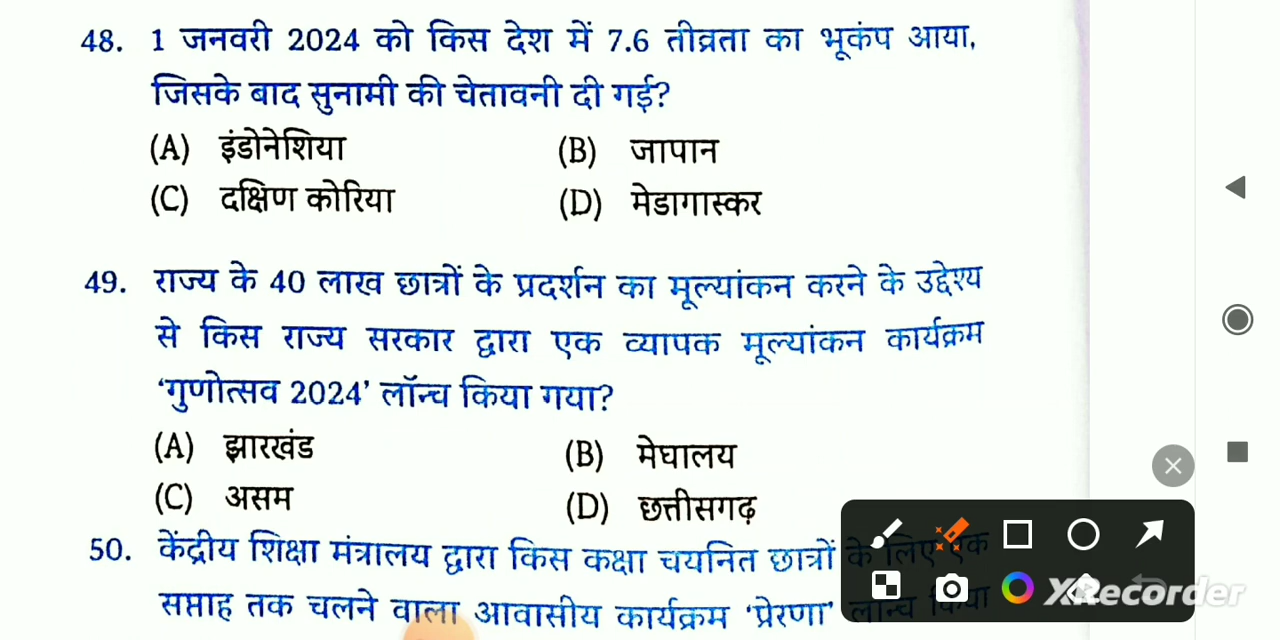 48. 1 जनवरी 2024 को किस देश में 7.6 तीव्रता का भूकंप आया,
जिसके बाद सुनामी की चेतावनी दी गई?
(A) इंडोनेशिया (B) जापान
(C) दक्षिण कोरिया (D) मेडागास्कर
49. राज्य के 40 लाख छात्रों के प्रदर्शन का मूल्यांकन करने के उद्देश्य
से किस राज्य सरकार द्वारा एक व्यापक मूल्यांकन कार्यक्रम
‘गुणोत्सव 2024’ लॉन्च किया गया?
(A) झारखंड (B) मेघालय
(C) असम (D) छत्तीसगढ़
50. केंद्रीय शिक्षा मंत्रालय द्वारा किस कक्षा चयनित छात्रों के लिए एक
सप्ताह तक चलने वाला आवासीय कार्यक्रम ‘प्रेरणा’ लॉन्च किया
XRecorder